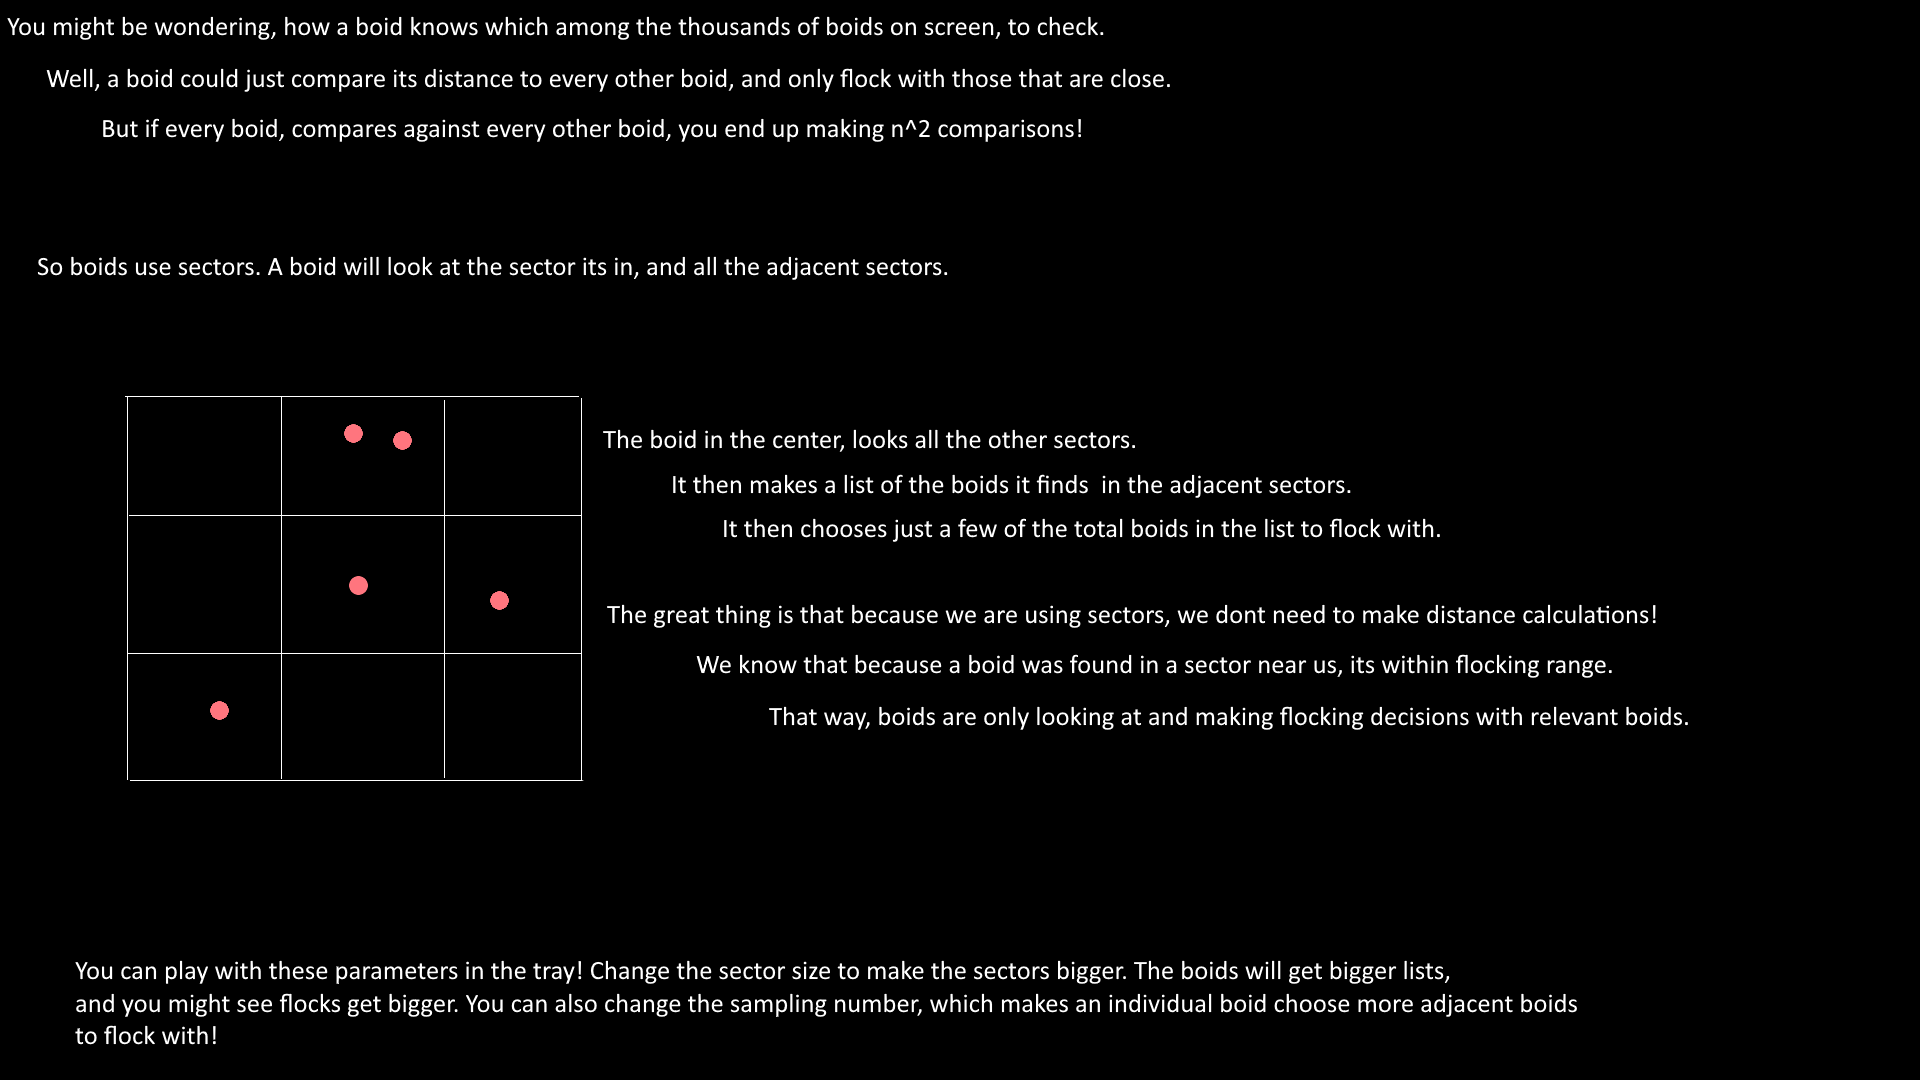 You might be wondering, how a boid knows which among the thousands of boids on screen, to check.
Well, a boid could just compare its distance to every other boid, and only flock with those that are close.
But if every boid, compares against every other boid, you end up making n^2 comparisons!
So boids use sectors. A boid will look at the sector its in, and all the adjacent sectors.
The boid in the center, looks all the other sectors.
It then makes a list of the boids it finds  in the adjacent sectors.
It then chooses just a few of the total boids in the list to flock with.
The great thing is that because we are using sectors, we dont need to make distance calculations!
We know that because a boid was found in a sector near us, its within flocking range.
That way, boids are only looking at and making flocking decisions with relevant boids.
You can play with these parameters in the tray! Change the sector size to make the sectors bigger. The boids will get bigger lists,
and you might see flocks get bigger. You can also change the sampling number, which makes an individual boid choose more adjacent boids
to flock with!